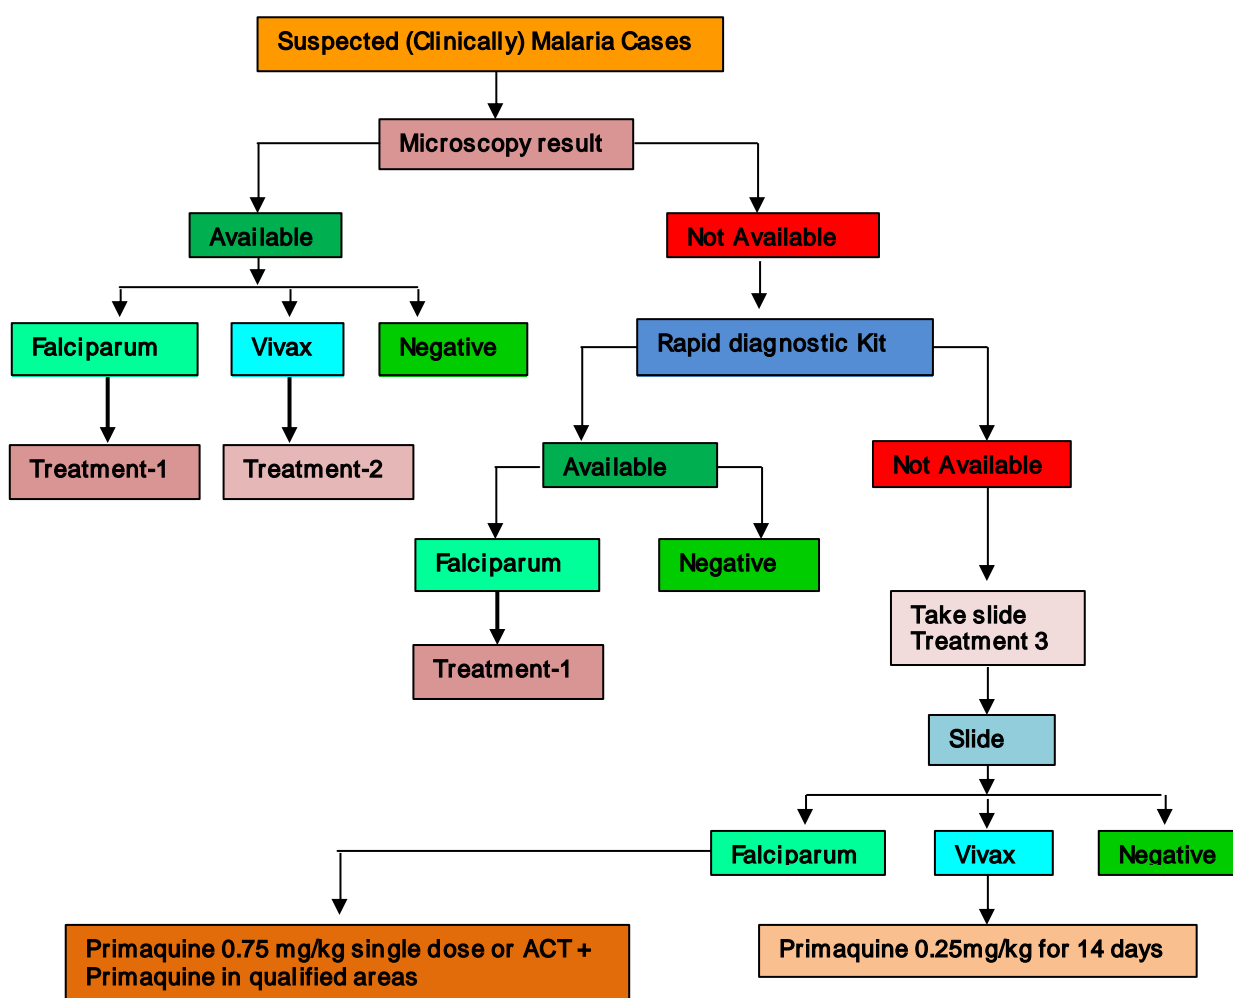 Suspected (Clinically) Malaria Cases
Microscopy result
Available
Not Available
Falciparum
Vivax
Negative
Rapid diagnostic Kit
Treatment-1
Treatment-2
Available
Not Available
Falciparum
Negative
Take slide
Treatment 3
Treatment-1
Slide
Falciparum
Vivax
Negative
Primaquine 0.75 mg/kg single dose or ACT +
Primaquine in qualified areas
Primaquine 0.25mg/kg for 14 days